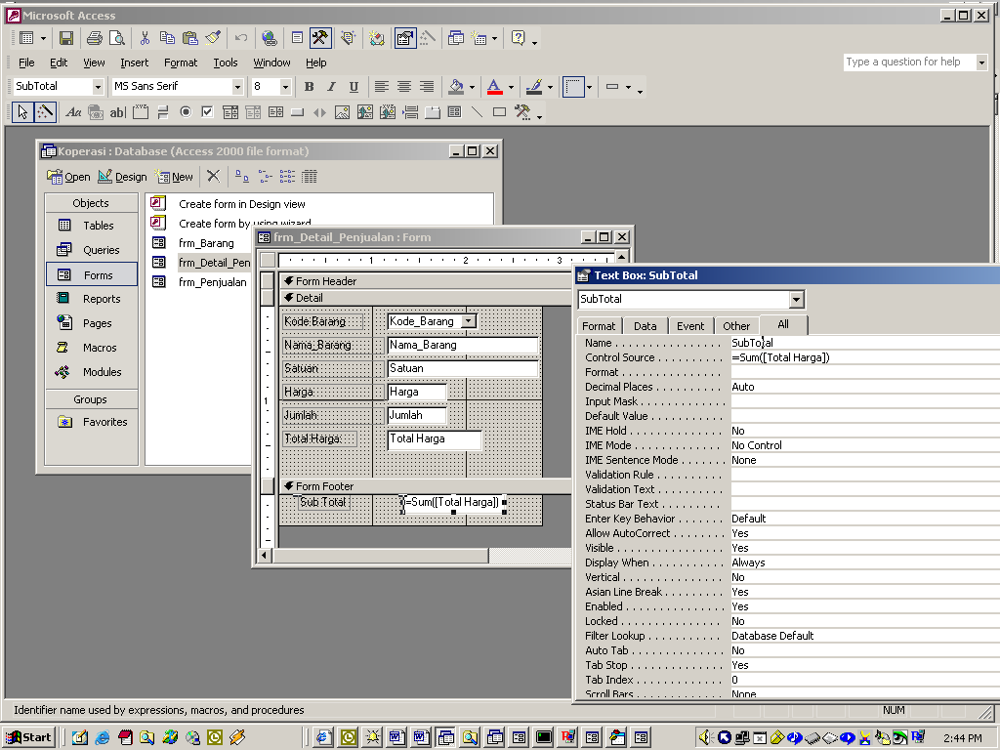 Microsoft Access
File Edit View Insert Format Tools Window Help
Type a question for help
SubTotal MS Sans Serif 8 B I U
Aa ab|
Koperasi : Database (Access 2000 file format)
Open Design New
Objects
Tables
Queries
Forms
Reports
Pages
Macros
Modules
Groups
Favorites
Create form in Design view
Create form by using wizard
frm_Barang
frm_Detail_Pen
frm_Penjualan
frm_Detail_Penjualan : Form
1 2 3
Form Header
Detail
1
Kode Barang Kode_Barang
Nama_Barang Nama_Barang
Satuan Satuan
Harga Harga
Jumlah Jumlah
Total Harga: Total Harga
Form Footer
Sub Total =Sum([Total Harga])
Text Box: SubTotal
SubTotal
Format Data Event Other All
Name . . . . . . . . . . . . . . . . SubTotal
Control Source . . . . . . . . . . =Sum([Total Harga])
Format . . . . . . . . . . . . . . .
Decimal Places . . . . . . . . . . Auto
Input Mask . . . . . . . . . . . .
Default Value . . . . . . . . . . .
IME Hold . . . . . . . . . . . . . No
IME Mode . . . . . . . . . . . . . No Control
IME Sentence Mode . . . . . . . None
Validation Rule . . . . . . . . . .
Validation Text . . . . . . . . . .
Status Bar Text . . . . . . . . .
Enter Key Behavior . . . . . . . Default
Allow AutoCorrect . . . . . . . . Yes
Visible . . . . . . . . . . . . . . . Yes
Display When . . . . . . . . . . . Always
Vertical . . . . . . . . . . . . . . No
Asian Line Break . . . . . . . . . Yes
Enabled . . . . . . . . . . . . . . Yes
Locked . . . . . . . . . . . . . . No
Filter Lookup . . . . . . . . . . . Database Default
Auto Tab . . . . . . . . . . . . . No
Tab Stop . . . . . . . . . . . . . Yes
Tab Index . . . . . . . . . . . . 0
Scroll Bars . . . . . . . . . . . . None
Identifier name used by expressions, macros, and procedures NUM
Start 2:44 PM